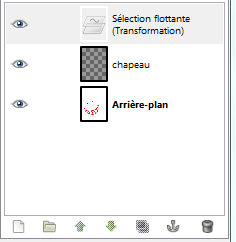 Sélection flottante
(Transformation)
chapeau
Arrière-plan